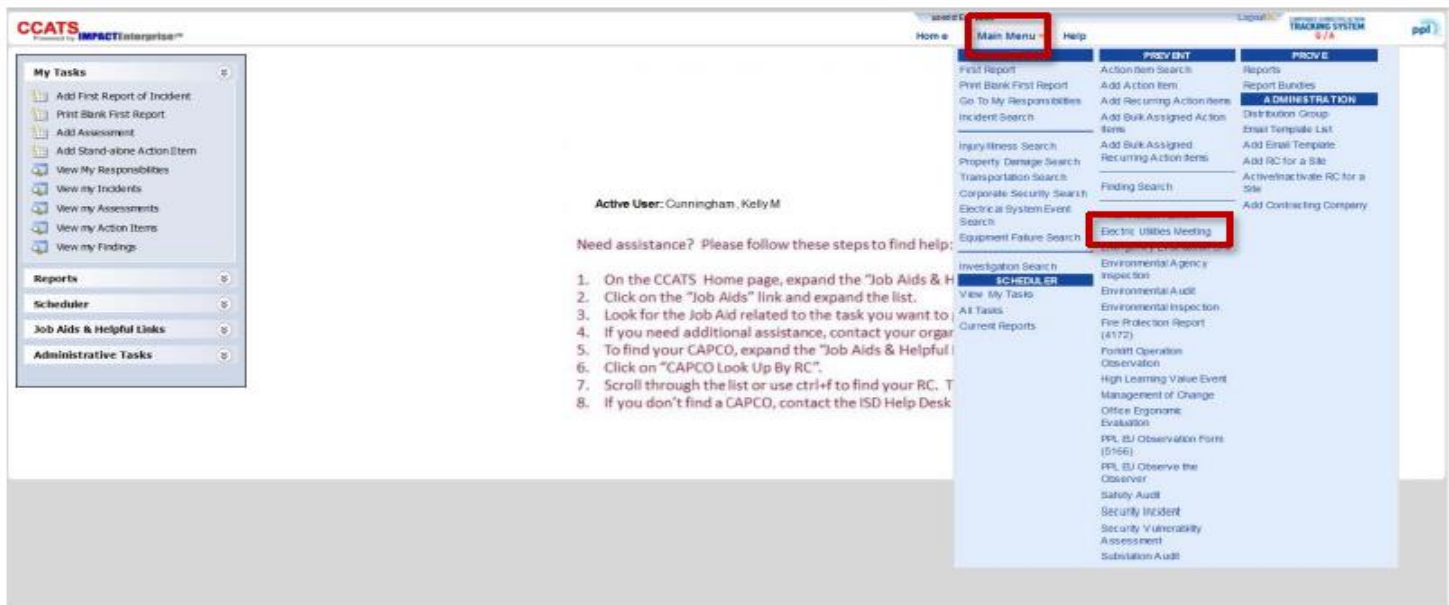 CCATS
Powered by IMPACTEnterprise
Logout
TRACKING SYSTEM
Q/A
ppl
Home Main Menu Help
My Tasks
Add First Report of Incident
Print Blank First Report
Add Assessment
Add Stand-alone Action Item
View My Responsibilities
View my Incidents
View my Assessments
View my Action Items
View my Findings
Reports
Scheduler
Job Aids & Helpful Links
Administrative Tasks
Active User: Cunningham , Kelly M
Need assistance? Please follow these steps to find help:
1. On the CCATS Home page, expand the "Job Aids & H
2. Click on the "Job Aids" link and expand the list.
3. Look for the Job Aid related to the task you want to
4. If you need additional assistance, contact your organ
5. To find your CAPCO, expand the "Job Aids & Helpful
6. Click on "CAPCO Look Up By RC".
7. Scroll through the list or use ctrl+f to find your RC. T
8. If you don't find a CAPCO, contact the ISD Help Desk
First Report
Print Blank First Report
Go To My Responsibilities
Incident Search
Injury/Illness Search
Property Damage Search
Transportation Search
Corporate Security Search
Electrical System Event
Search
Equipment Failure Search
Investigation Search
SCHEDULER
View My Tasks
All Tasks
Current Reports
PREVENT
Action Item Search
Add Action Item
Add Recurring Action Items
Add Bulk Assigned Action
Items
Add Bulk Assigned
Recurring Action Items
Finding Search
Electric Utilities Meeting
Environmental Agency
Inspection
Environmental Audit
Environmental Inspection
Fire Protection Report
(4172)
Forklift Operation
Observation
High Learning Value Event
Management of Change
Office Ergonomic
Evaluation
PPL EU Observation Form
(5166)
PPL EU Observe the
Observer
Safety Audit
Security Incident
Security Vulnerability
Assessment
Substation Audit
PROVE
Reports
Report Bundles
ADMINISTRATION
Distribution Group
Email Template List
Add Email Template
Add RC for a Site
Active/Inactivate RC for a
Site
Add Contracting Company